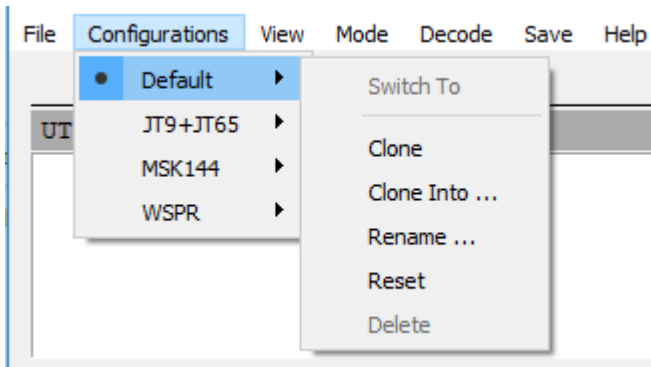 File Configurations View Mode Decode Save Help
Default
JT9+JT65
MSK144
WSPR
Switch To
Clone
Clone Into ...
Rename ...
Reset
Delete
UT